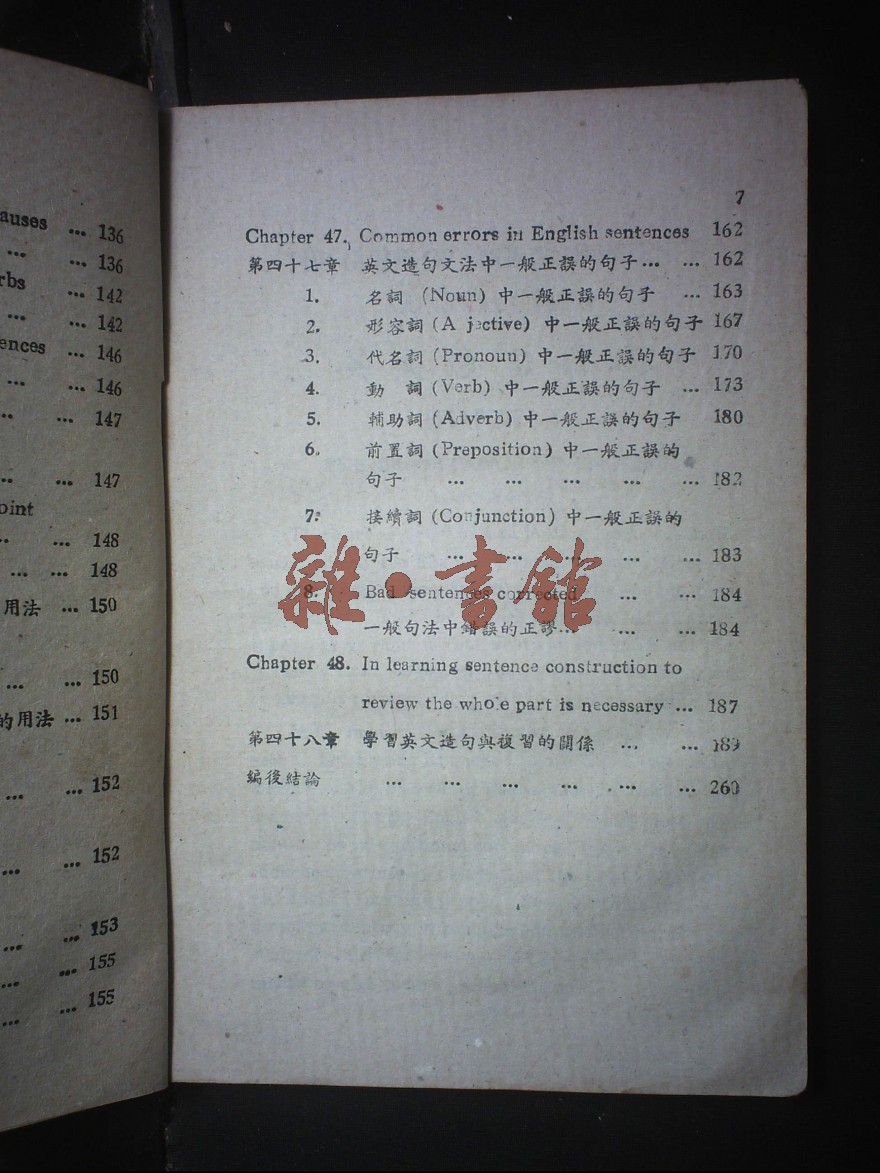 auses ... 136
... 136
rbs ... 142
... ... 142
ences ... 146
... ... 146
... ... 147
... ... 147
oint
... ... 148
... ... 148
用法 ... 150
... ... 150
的用法 ... 151
... ... 152
... ... 152
... ... 153
... ... 155
... ... 155
7
Chapter 47. Common errors in English sentences 162
第四十七章 英文造句文法中一般正誤的句子... ... 162
1. 名詞 (Noun) 中一般正誤的句子 ... 163
2. 形容詞 (A jective) 中一般正誤的句子 167
3. 代名詞 (Pronoun) 中一般正誤的句子 170
4. 動 詞 (Verb) 中一般正誤的句子 ... 173
5. 輔助詞 (Adverb) 中一般正誤的句子 180
6. 前置詞 (Preposition) 中一般正誤的
句子 ... ... ... ... ... 182
7. 接續詞 (Conjunction) 中一般正誤的
句子 ... ... ... ... ... 183
8. Bad sentences corrected ... ... 184
一般句法中錯誤的正謬... ... ... 184
雜·書館
Chapter 48. In learning sentence construction to
review the whole part is necessary ... 187
第四十八章 學習英文造句與複習的關係 ... ... 189
編後結論 ... ... ... ... ... ... 260